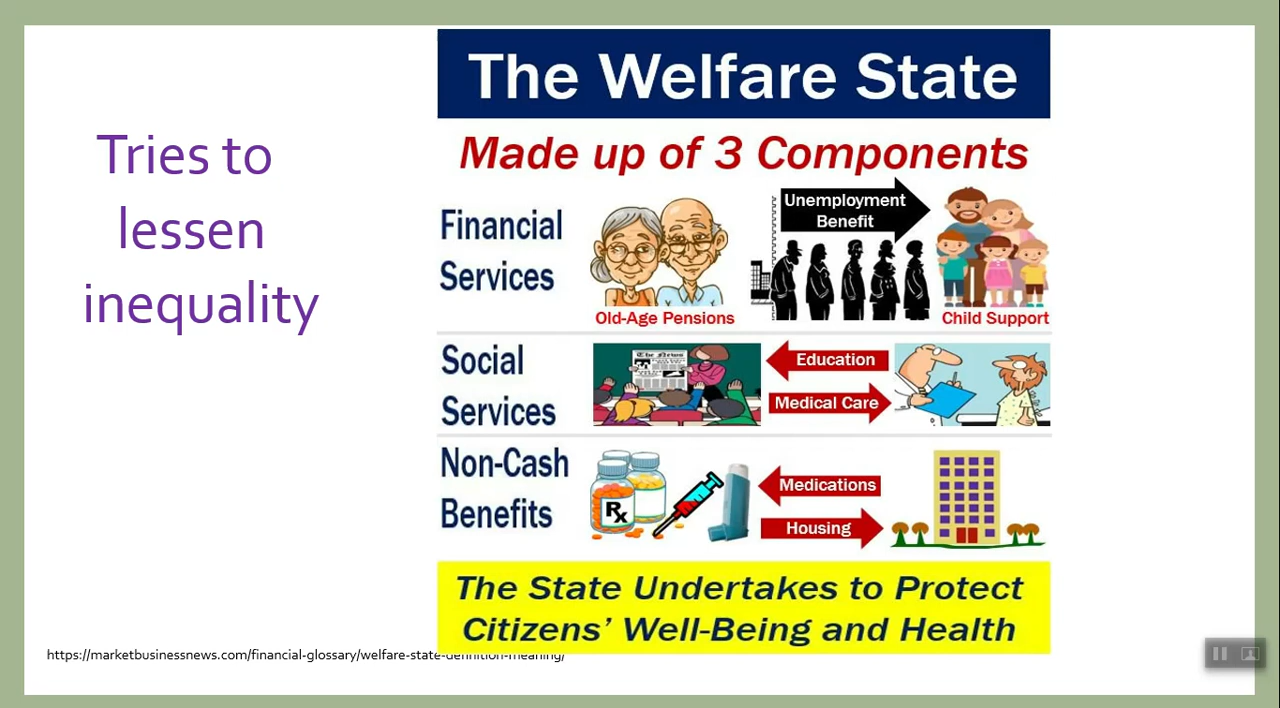 Tries to
lessen
inequality
The Welfare State
Made up of 3 Components
Financial
Services
Old-Age Pensions
Unemployment
Benefit
Child Support
Social
Services
The News
Education
Medical Care
Non-Cash
Benefits
Rx
Medications
Housing
The State Undertakes to Protect
Citizens’ Well-Being and Health
https://marketbusinessnews.com/financial-glossary/welfare-state-definition-meaning/